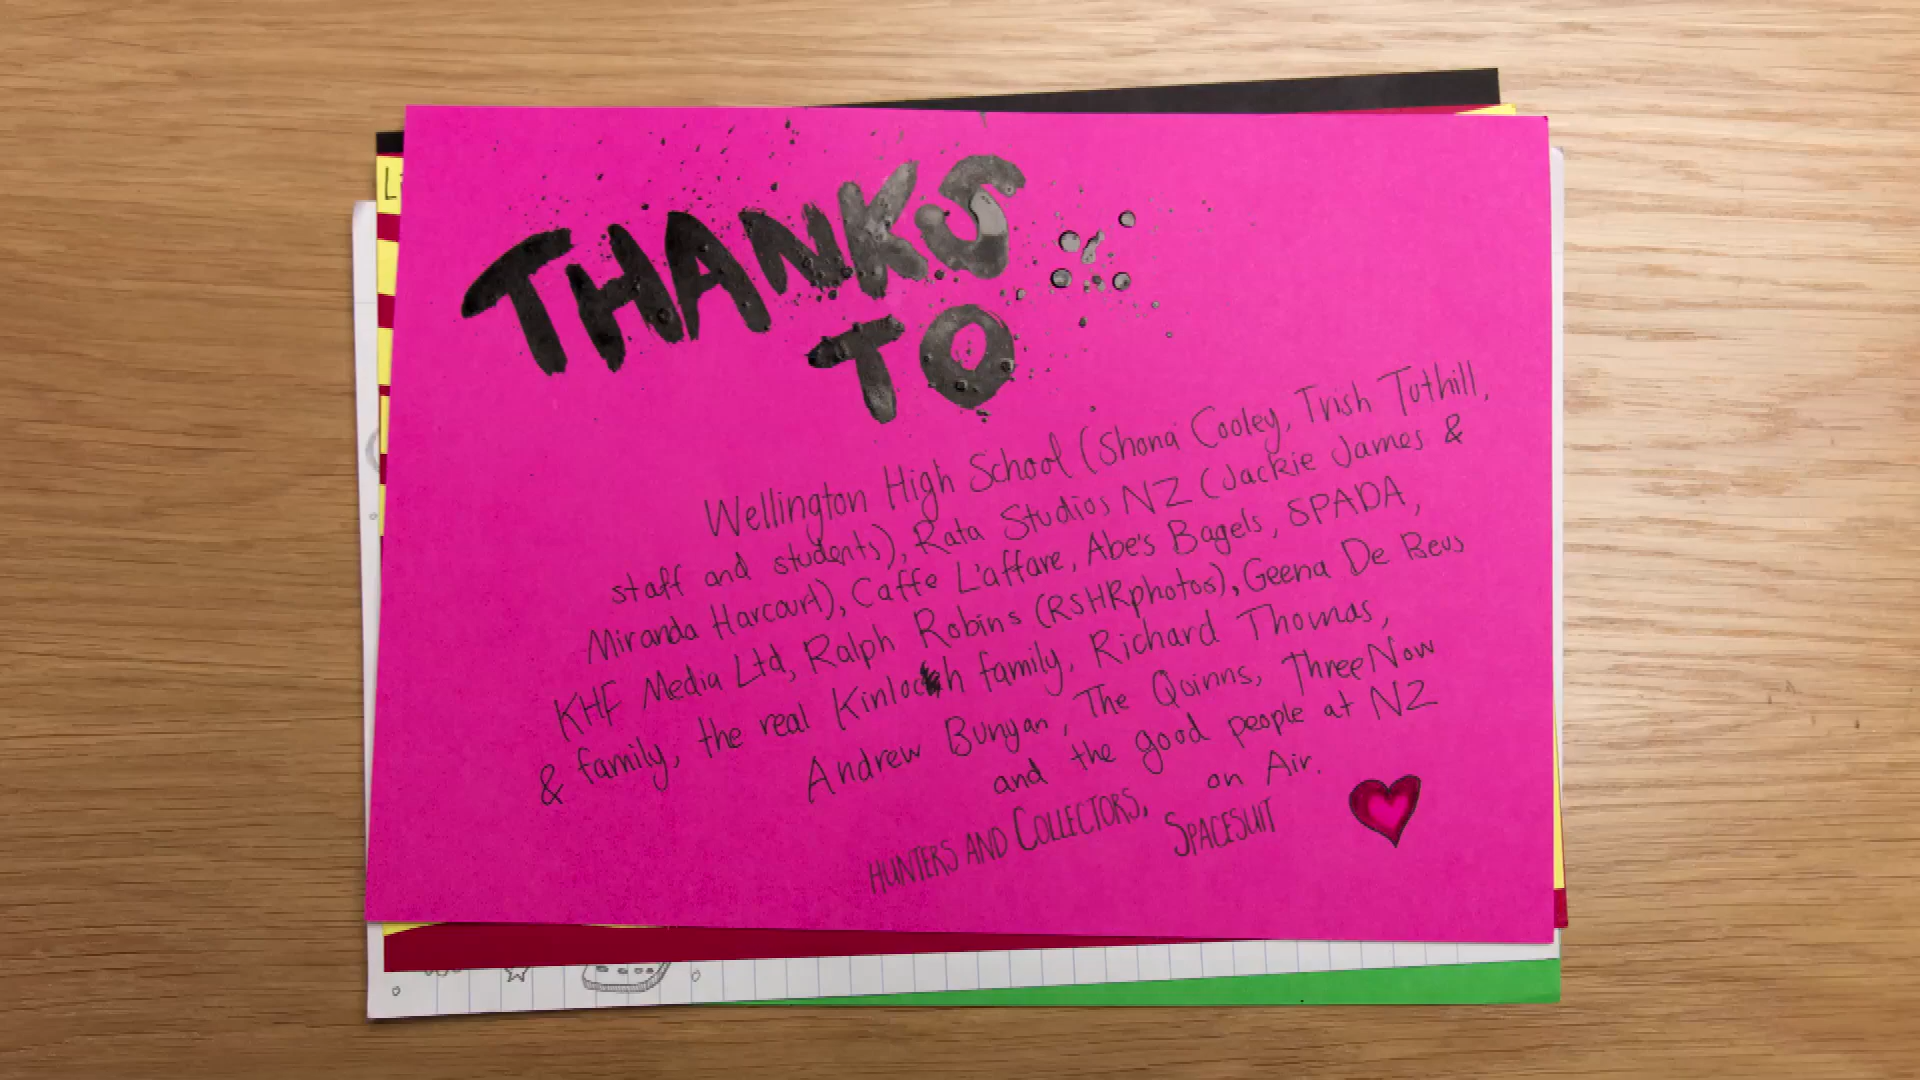 THANKS
TO
Wellington High School (Shona Cooley, Trish Tuthill,
staff and students), Rata Studios NZ (Jackie James &
Miranda Harcourt), Caffe L'affare, Abe's Bagels, SPADA,
KHF Media Ltd, Ralph Robins (RSHRphotos), Geena De Beus
& family, the real Kinloch family, Richard Thomas,
Andrew Bunyan, The Quinns, ThreeNow
and the good people at NZ
on Air.
HUNTERS AND COLLECTORS, SPACESUIT